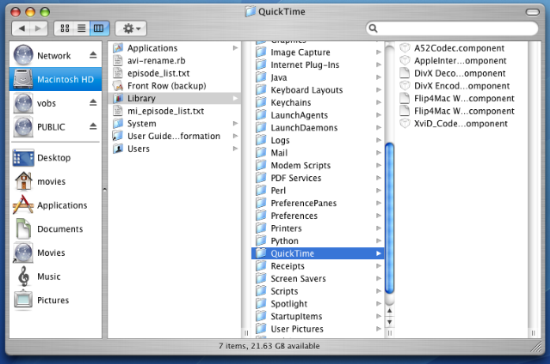 QuickTime
Network
Macintosh HD
vobs
PUBLIC
Desktop
movies
Applications
Documents
Movies
Music
Pictures
Applications
avi-rename.rb
episode_list.txt
Front Row (backup)
Library
mi_episode_list.txt
System
User Guide...formation
Users
Graphics
Image Capture
Internet Plug-Ins
Java
Keyboard Layouts
Keychains
LaunchAgents
LaunchDaemons
Logs
Mail
Modem Scripts
PDF Services
Perl
PreferencePanes
Preferences
Printers
Python
QuickTime
Receipts
Screen Savers
Scripts
Spotlight
StartupItems
User Pictures
A52Codec.component
AppleInter...omponent
DivX Deco...omponent
DivX Encod...omponent
Flip4Mac W...omponent
Flip4Mac W...omponent
XviD_Code...omponent
7 items, 21.63 GB available